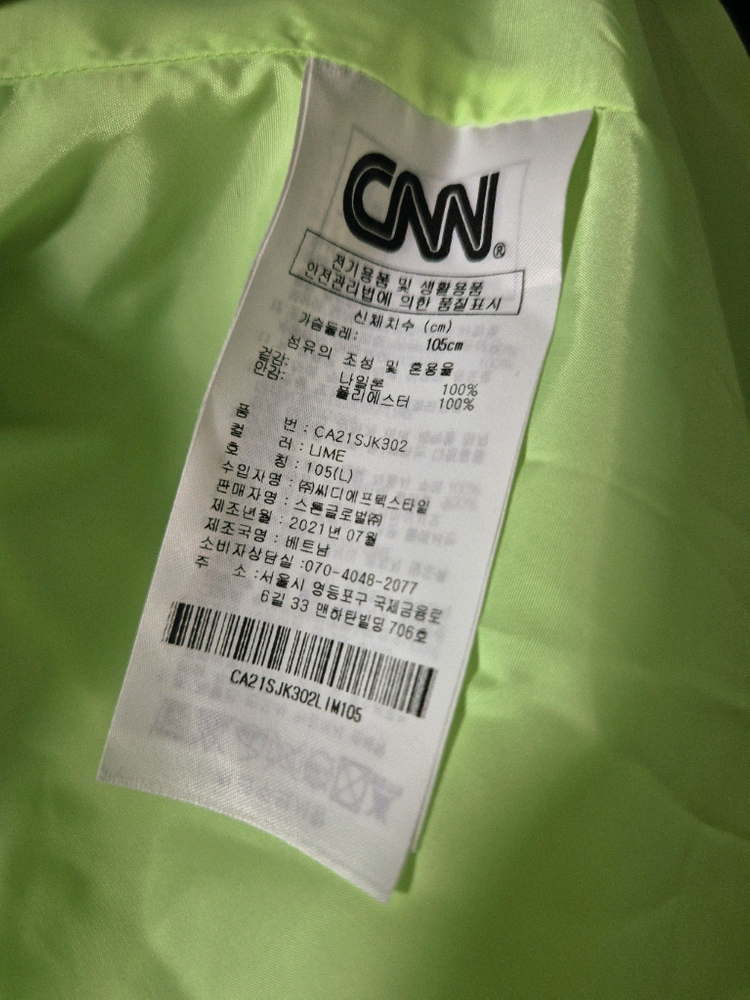 CNN®
전기용품 및 생활용품
안전관리법에 의한 품질표시
신체치수 (cm)
가슴둘레: 105cm
섬유의 조성 및 혼용율
겉감: 나일론 100%
안감: 폴리에스터 100%
품 번 : CA21SJK302
컬 러 : LIME
호 칭 : 105(L)
수입자명 : ㈜씨디에프텍스타일
판매자명 : 스톤글로벌㈜
제조년월 : 2021년 07월
제조국명 : 베트남
소비자상담실 :070-4048-2077
주 소 :서울시 영등포구 국제금융로
6길 33 맨하탄빌딩 706호
CA21SJK302LIM105